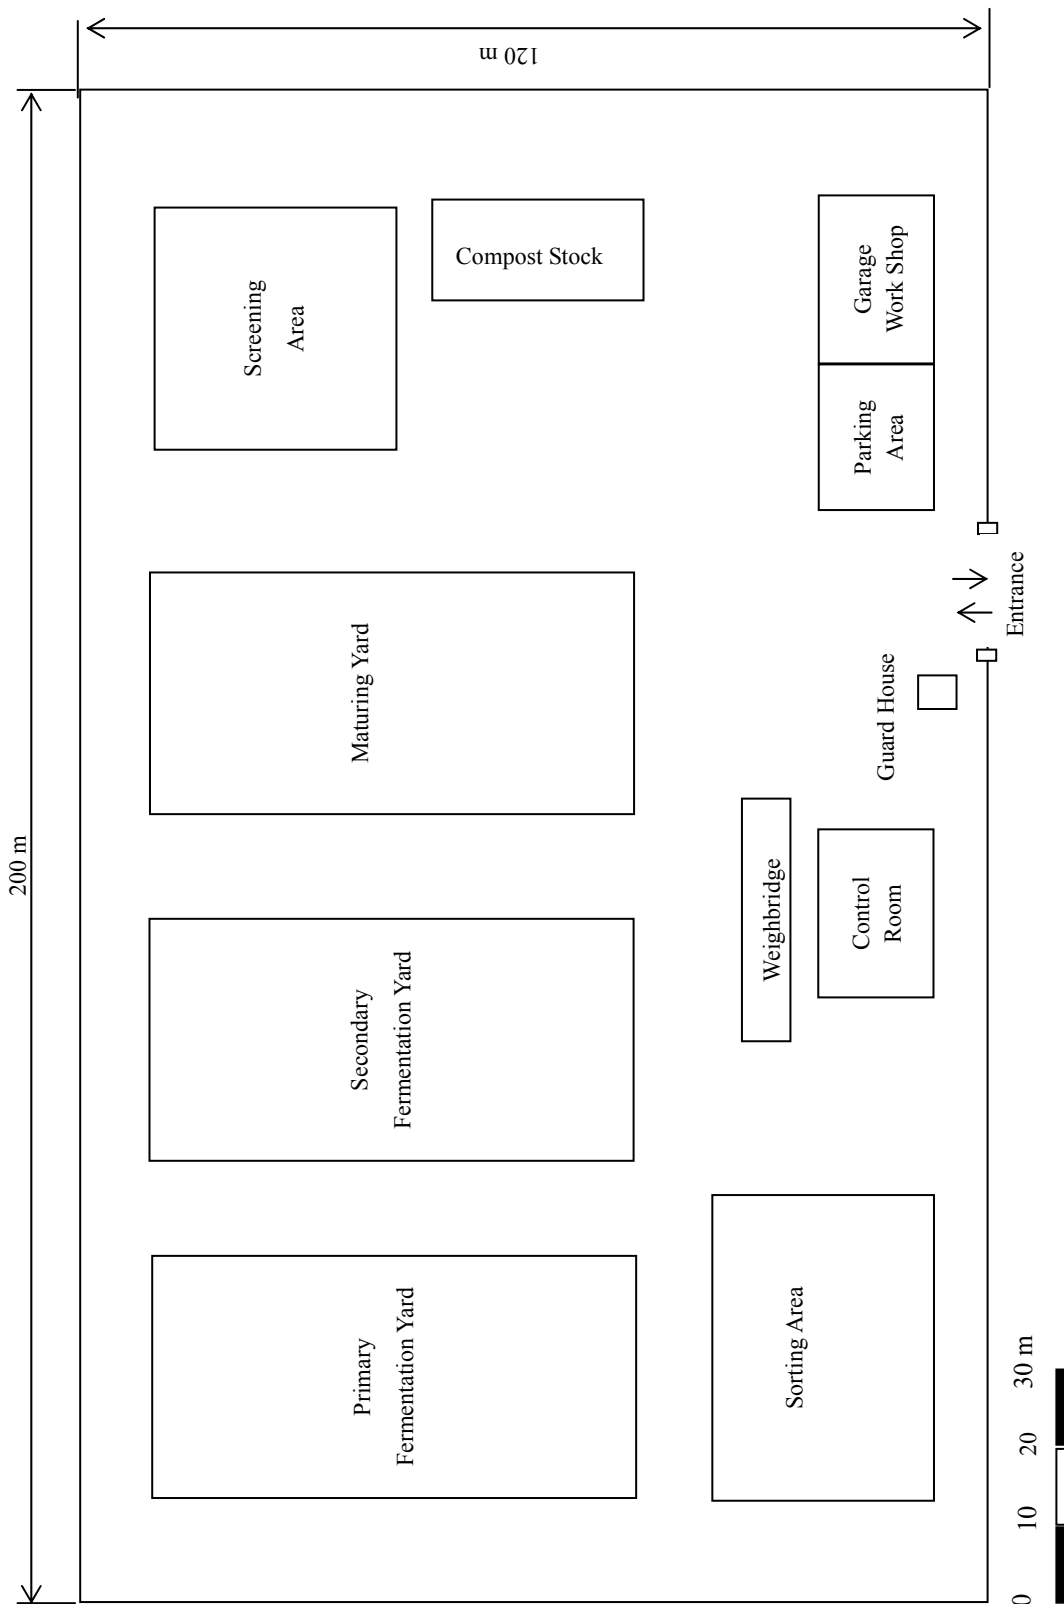 120 m
200 m
Screening
Area
Compost Stock
Garage
Work Shop
Parking
Area
Entrance
Guard House
Maturing Yard
Weighbridge
Control
Room
Secondary
Fermentation Yard
Primary
Fermentation Yard
Sorting Area
0 10 20 30 m